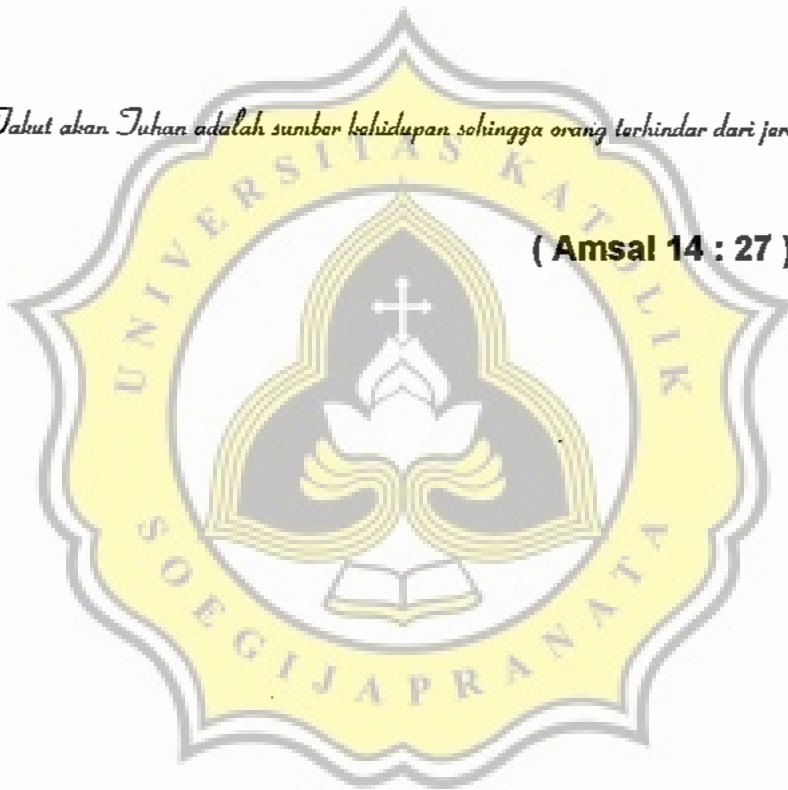 Takut akan Tuhan adalah sumber kehidupan sehingga orang terhindar dari
( Amsal 14 : 27 )
UNIVERSITAS KATOLIK
SOEGIJAPRANATA